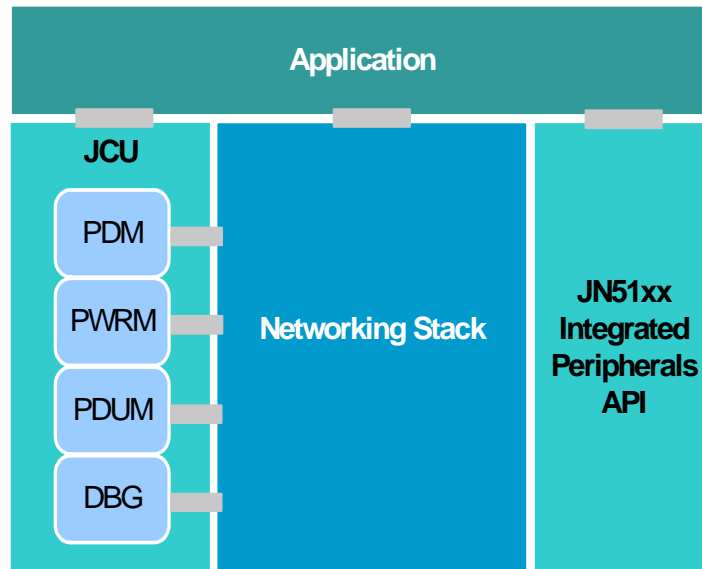 Application
JCU
PDM
PWRM
PDUM
DBG
Networking Stack
JN51xx
Integrated
Peripherals
API